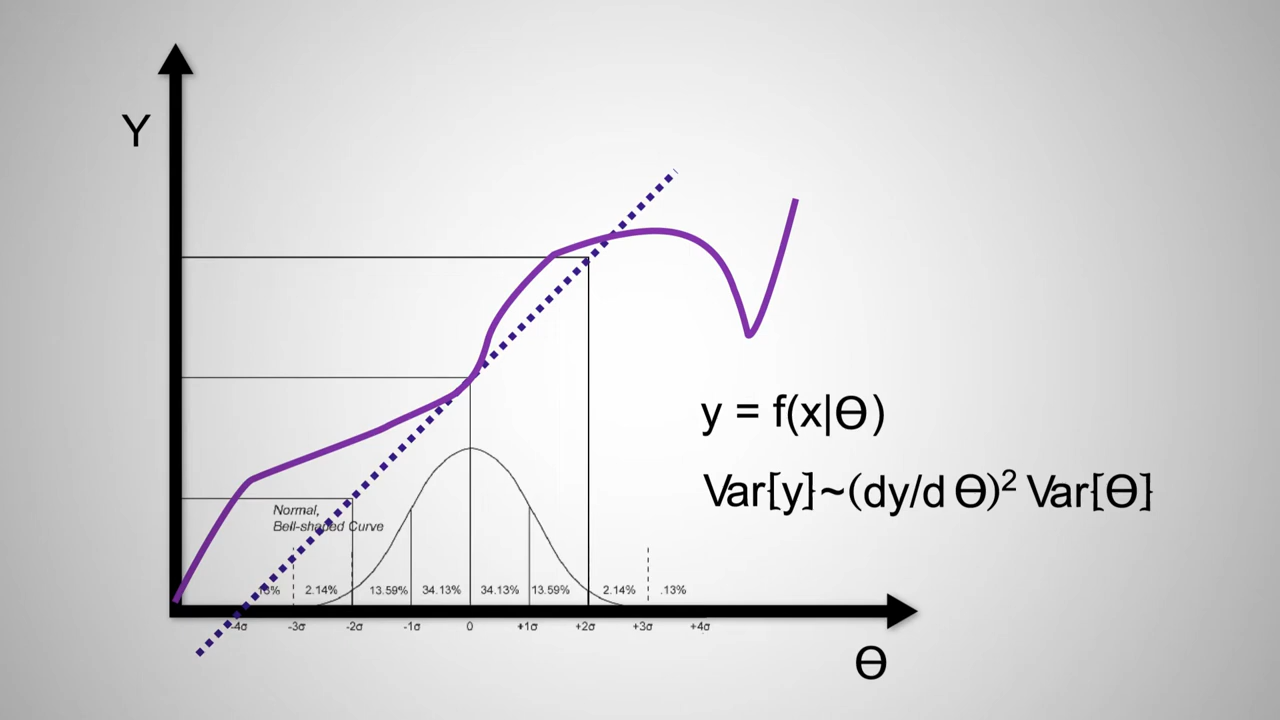 Y
y = f(x|Θ)
Var[y]~(dy/d Θ)² Var[Θ]
Normal,
Bell-shaped Curve
2.14% 13.59% 34.13% 34.13% 13.59% 2.14% .13%
-4σ -3σ -2σ -1σ 0 +1σ +2σ +3σ +4σ
Θ